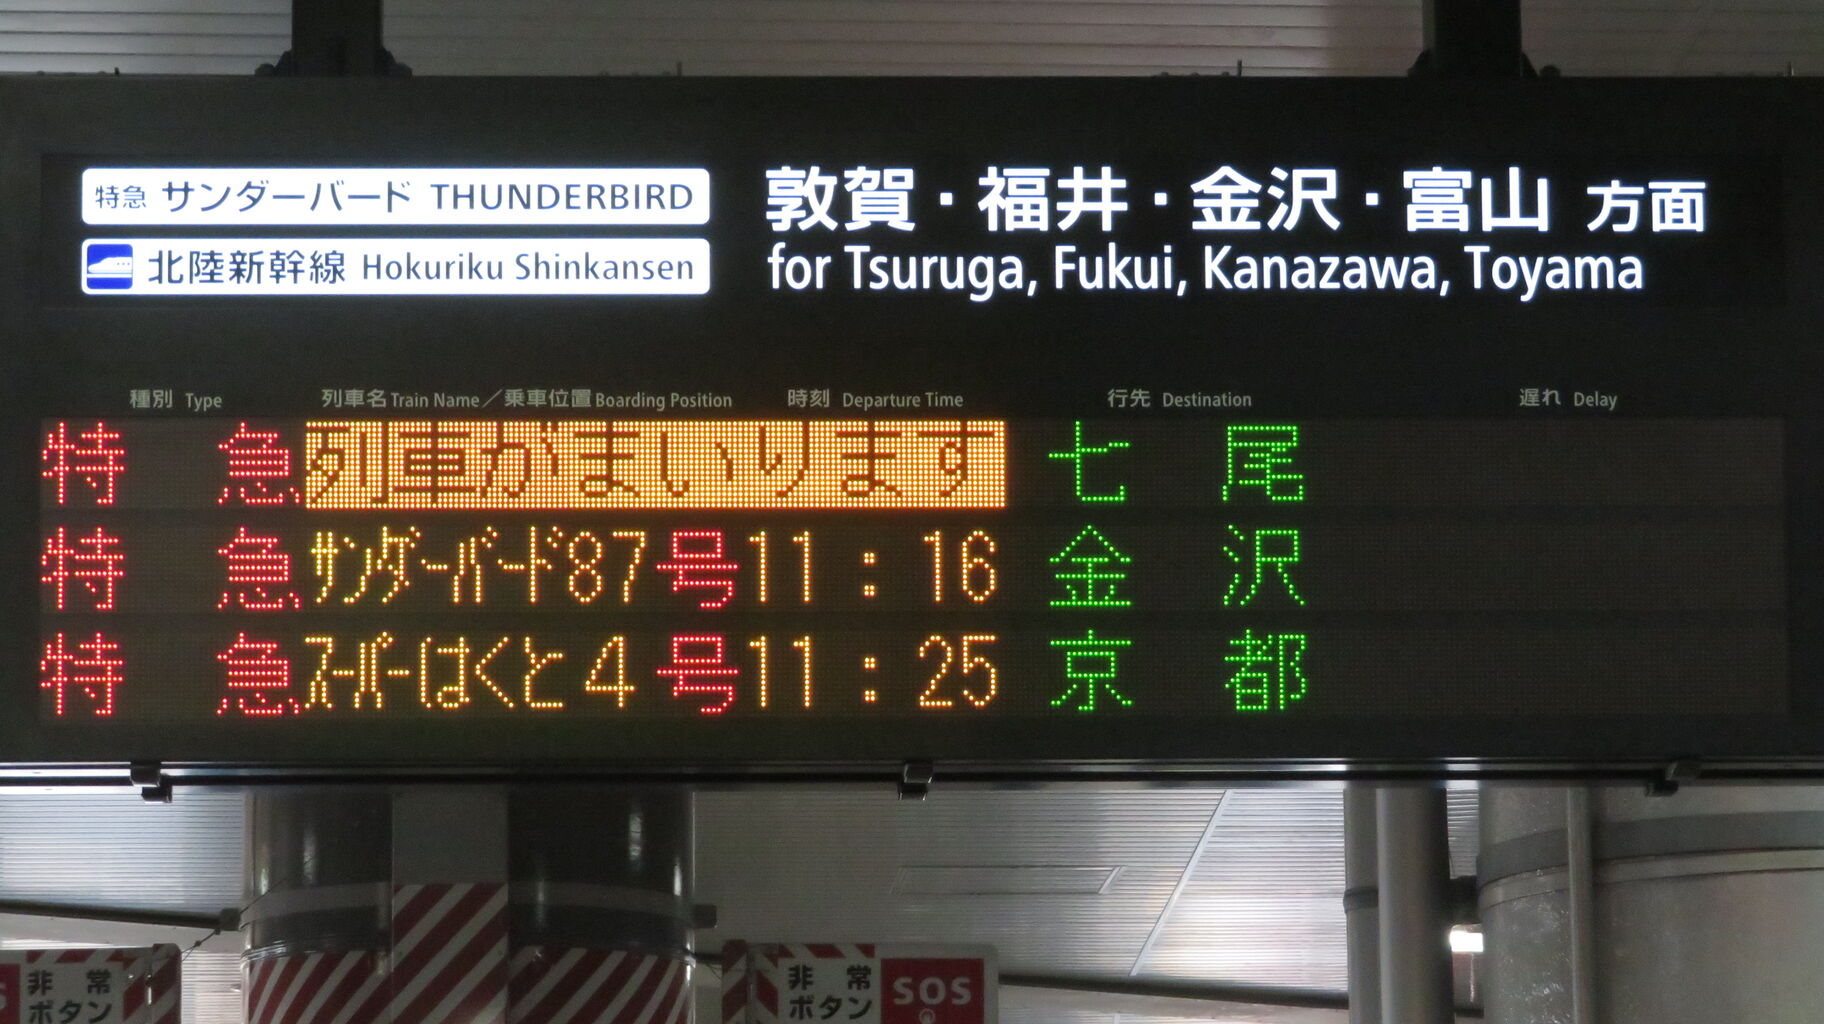 特急 サンダーバード THUNDERBIRD
北陸新幹線 Hokuriku Shinkansen
敦賀・福井・金沢・富山 方面
for Tsuruga, Fukui, Kanazawa, Toyama
種別 Type 列車名 Train Name／乗車位置 Boarding Position 時刻 Departure Time 行先 Destination 遅れ Delay
特急 列車がまいります 七尾
特急 ｻﾝﾀﾞｰﾊﾞｰﾄﾞ87号 11:16 金沢
特急 ｽｰﾊﾟｰはくと4号 11:25 京都
非常
ボタン
非常
ボタン
SOS